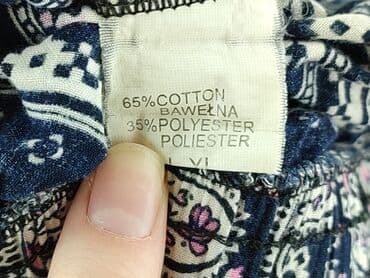 65% COTTON
BAWEŁNA
35% POLYESTER
POLIESTER
L XL